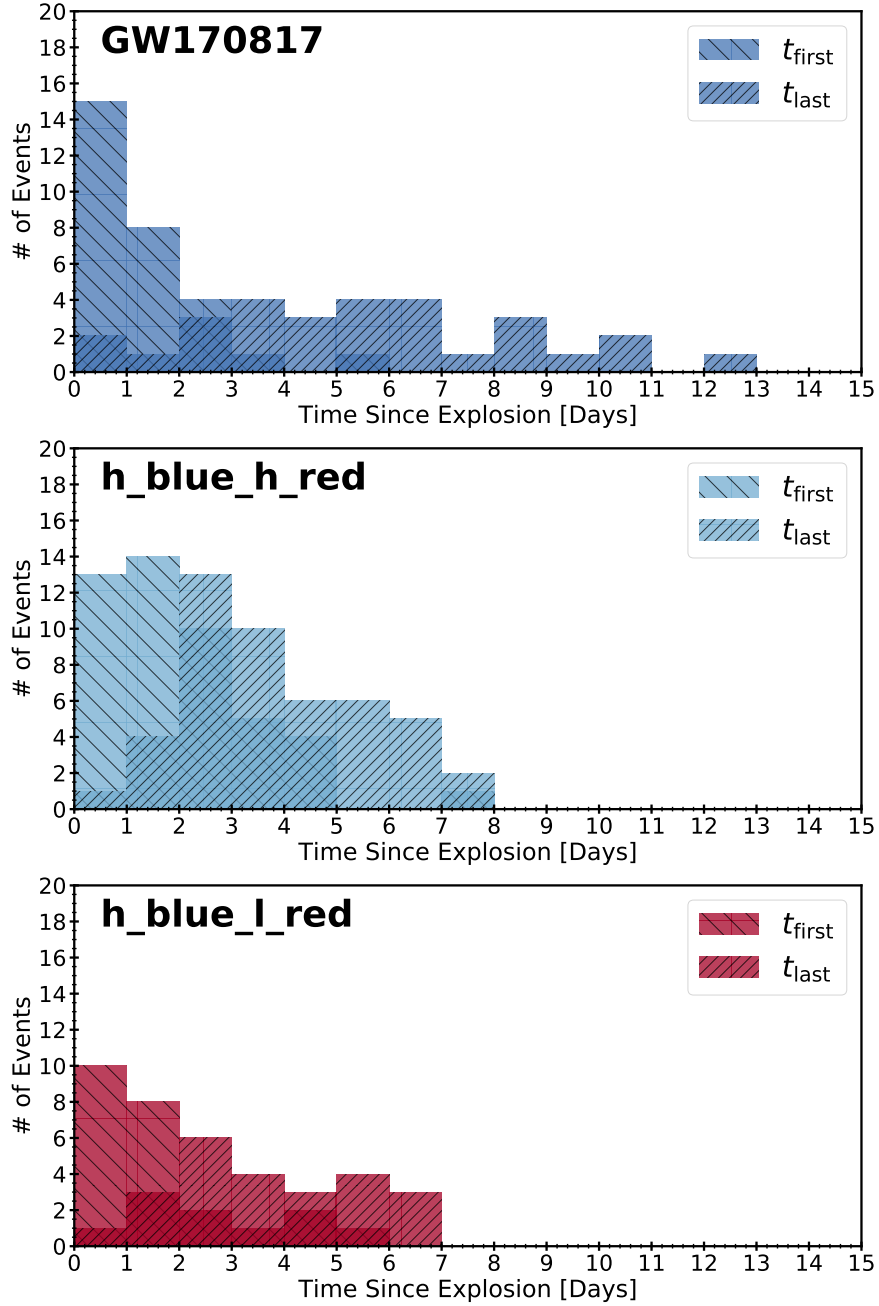 GW170817
t_first
t_last
# of Events
0 2 4 6 8 10 12 14 16 18 20
0 1 2 3 4 5 6 7 8 9 10 11 12 13 14 15
Time Since Explosion [Days]
h_blue_h_red
t_first
t_last
# of Events
0 2 4 6 8 10 12 14 16 18 20
0 1 2 3 4 5 6 7 8 9 10 11 12 13 14 15
Time Since Explosion [Days]
h_blue_l_red
t_first
t_last
# of Events
0 2 4 6 8 10 12 14 16 18 20
0 1 2 3 4 5 6 7 8 9 10 11 12 13 14 15
Time Since Explosion [Days]